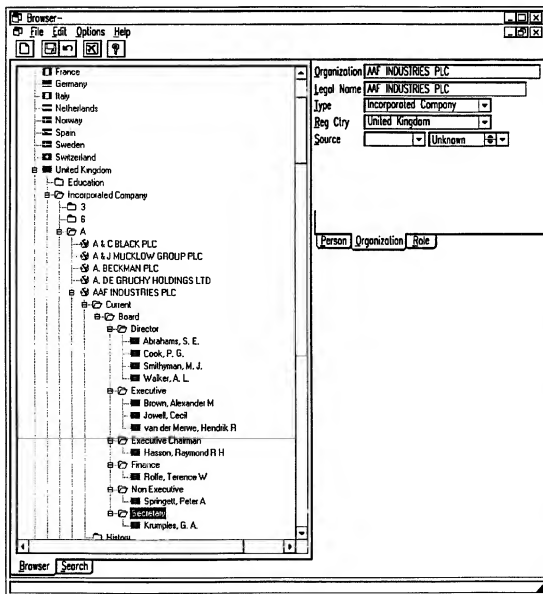 Browser-
File Edit Options Help
France
Germany
Italy
Netherlands
Norway
Spain
Sweden
Switzerland
United Kingdom
Education
Incorporated Company
3
6
A
A & C BLACK PLC
A & J MUCKLOW GROUP PLC
A. BECKMAN PLC
A. DE GRUCHY HOLDINGS LTD
AAF INDUSTRIES PLC
Current
Board
Director
Abrahams, S. E.
Cook, P. G.
Smithyman, M. J.
Walker, A. L.
Executive
Brown, Alexander M
Jowell, Cecil
van der Merwe, Hendrik R
Executive Chairman
Hasson, Raymond R H
Finance
Rolfe, Terence W
Non Executive
Springett, Peter A
Secretary
Krumples, G. A.
History
Browser Search
Organization AAF INDUSTRIES PLC
Legal Name AAF INDUSTRIES PLC
Type Incorporated Company
Reg Ctry United Kingdom
Source Unknown
Person Organization Role